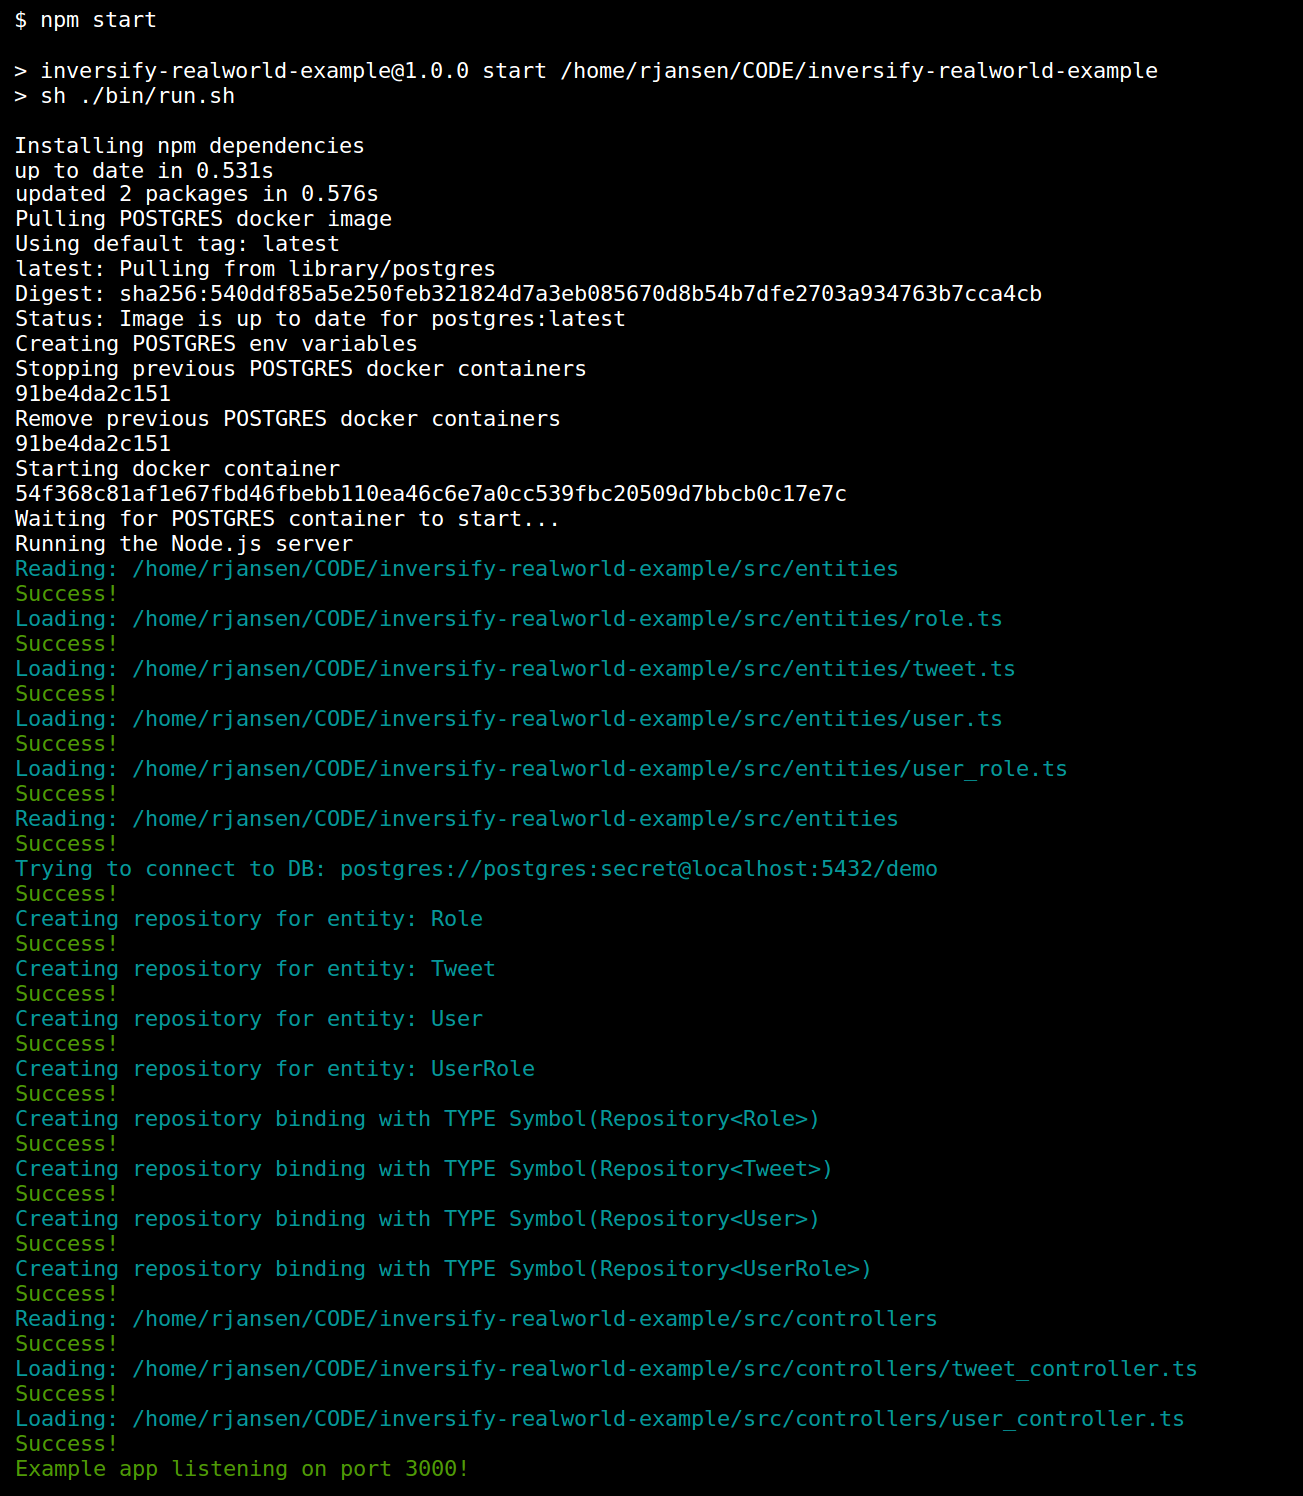 $ npm start
> inversify-realworld-example@1.0.0 start /home/rjansen/CODE/inversify-realworld-example
> sh ./bin/run.sh
Installing npm dependencies
up to date in 0.531s
updated 2 packages in 0.576s
Pulling POSTGRES docker image
Using default tag: latest
latest: Pulling from library/postgres
Digest: sha256:540ddf85a5e250feb321824d7a3eb085670d8b54b7dfe2703a934763b7cca4cb
Status: Image is up to date for postgres:latest
Creating POSTGRES env variables
Stopping previous POSTGRES docker containers
91be4da2c151
Remove previous POSTGRES docker containers
91be4da2c151
Starting docker container
54f368c81af1e67fbd46fbebb110ea46c6e7a0cc539fbc20509d7bbcb0c17e7c
Waiting for POSTGRES container to start...
Running the Node.js server
Reading: /home/rjansen/CODE/inversify-realworld-example/src/entities
Success!
Loading: /home/rjansen/CODE/inversify-realworld-example/src/entities/role.ts
Success!
Loading: /home/rjansen/CODE/inversify-realworld-example/src/entities/tweet.ts
Success!
Loading: /home/rjansen/CODE/inversify-realworld-example/src/entities/user.ts
Success!
Loading: /home/rjansen/CODE/inversify-realworld-example/src/entities/user_role.ts
Success!
Reading: /home/rjansen/CODE/inversify-realworld-example/src/entities
Success!
Trying to connect to DB: postgres://postgres:secret@localhost:5432/demo
Success!
Creating repository for entity: Role
Success!
Creating repository for entity: Tweet
Success!
Creating repository for entity: User
Success!
Creating repository for entity: UserRole
Success!
Creating repository binding with TYPE Symbol(Repository<Role>)
Success!
Creating repository binding with TYPE Symbol(Repository<Tweet>)
Success!
Creating repository binding with TYPE Symbol(Repository<User>)
Success!
Creating repository binding with TYPE Symbol(Repository<UserRole>)
Success!
Reading: /home/rjansen/CODE/inversify-realworld-example/src/controllers
Success!
Loading: /home/rjansen/CODE/inversify-realworld-example/src/controllers/tweet_controller.ts
Success!
Loading: /home/rjansen/CODE/inversify-realworld-example/src/controllers/user_controller.ts
Success!
Example app listening on port 3000!